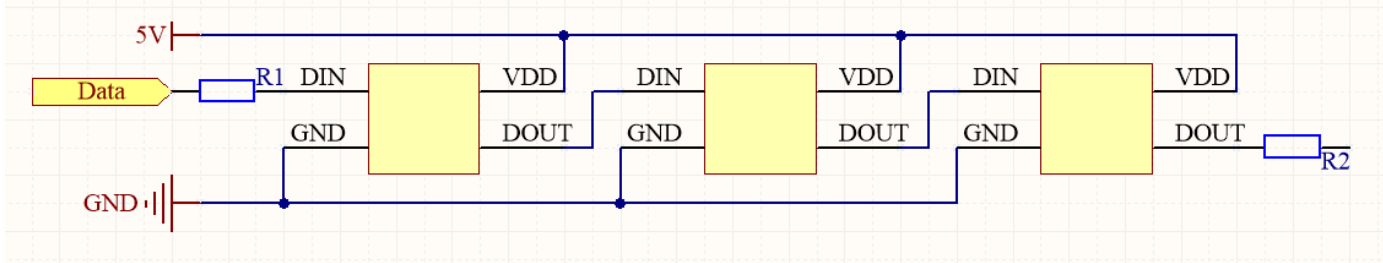 5V
Data
R1
DIN
VDD
DIN
VDD
DIN
VDD
GND
DOUT
GND
DOUT
GND
DOUT
R2
GND